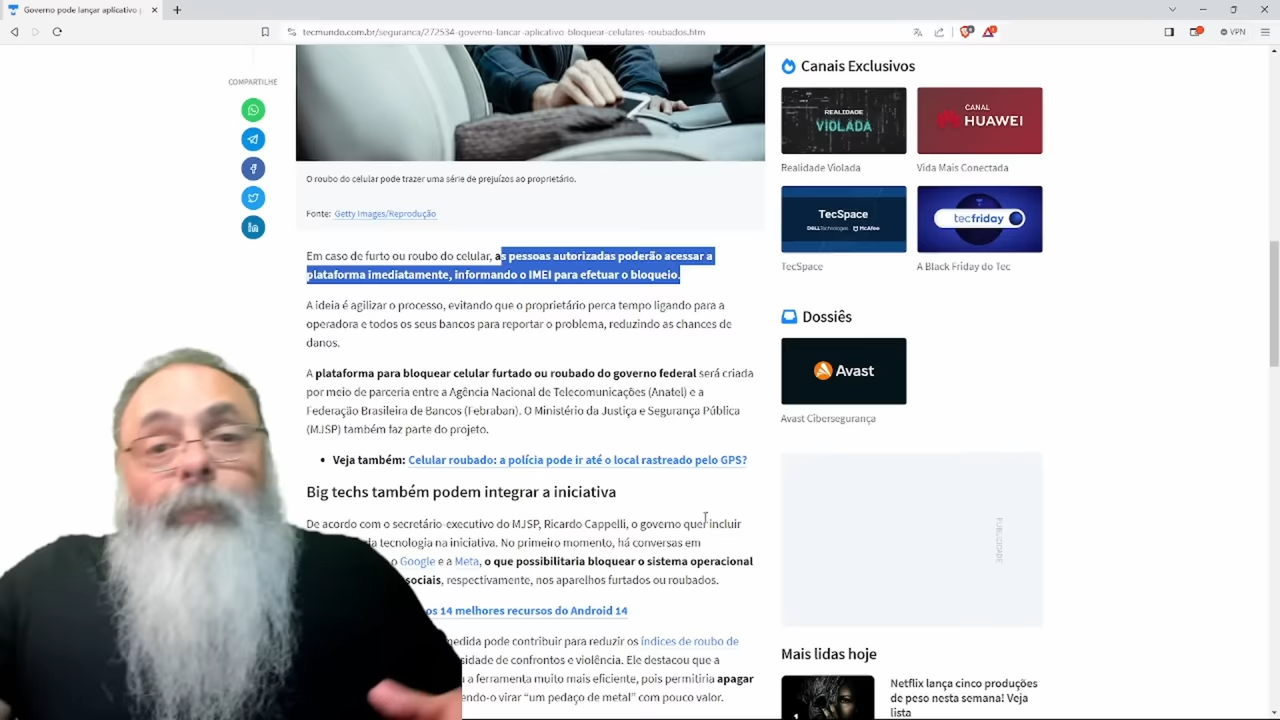 Governo pode lançar aplicativo p
tecmundo.com.br/seguranca/272534-governo-lancar-aplicativo-bloquear-celulares-roubados.htm
VPN
COMPARTILHE
O roubo do celular pode trazer uma série de prejuízos ao proprietário.
Fonte: Getty Images/Reprodução
Em caso de furto ou roubo do celular, as pessoas autorizadas poderão acessar a
plataforma imediatamente, informando o IMEI para efetuar o bloqueio.
A ideia é agilizar o processo, evitando que o proprietário perca tempo ligando para a
operadora e todos os seus bancos para reportar o problema, reduzindo as chances de
danos.
A plataforma para bloquear celular furtado ou roubado do governo federal será criada
por meio de parceria entre a Agência Nacional de Telecomunicações (Anatel) e a
Federação Brasileira de Bancos (Febraban). O Ministério da Justiça e Segurança Pública
(MJSP) também faz parte do projeto.
• Veja também: Celular roubado: a polícia pode ir até o local rastreado pelo GPS?
Big techs também podem integrar a iniciativa
De acordo com o secretário-executivo do MJSP, Ricardo Cappelli, o governo quer incluir
ta tecnologia na iniciativa. No primeiro momento, há conversas em
o Google e a Meta, o que possibilitaria bloquear o sistema operacional
sociais, respectivamente, nos aparelhos furtados ou roubados.
os 14 melhores recursos do Android 14
medida pode contribuir para reduzir os índices de roubo de
sidade de confrontos e violência. Ele destacou que a
a ferramenta muito mais eficiente, pois permitiria apagar
endo-o virar "um pedaço de metal" com pouco valor.
Canais Exclusivos
REALIDADE
VIOLADA
CANAL
HUAWEI
Realidade Violada
Vida Mais Conectada
TecSpace
DELL Technologies McAfee
tecfriday
TecSpace
A Black Friday do Tec
Dossiês
Avast
Avast Cibersegurança
PUBLICIDADE
Mais lidas hoje
Netflix lança cinco produções
de peso nesta semana! Veja
lista